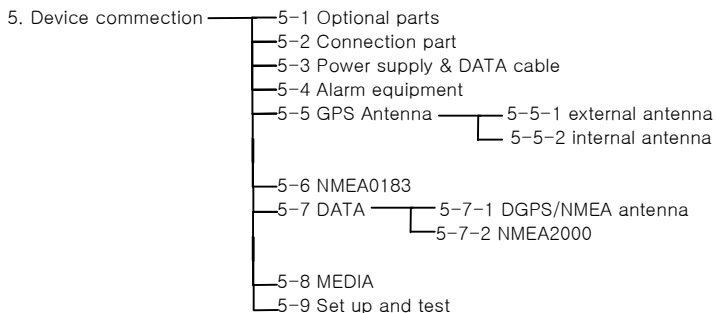 5. Device commection
5-1 Optional parts
5-2 Connection part
5-3 Power supply & DATA cable
5-4 Alarm equipment
5-5 GPS Antenna
5-5-1 external antenna
5-5-2 internal antenna
5-6 NMEA0183
5-7 DATA
5-7-1 DGPS/NMEA antenna
5-7-2 NMEA2000
5-8 MEDIA
5-9 Set up and test